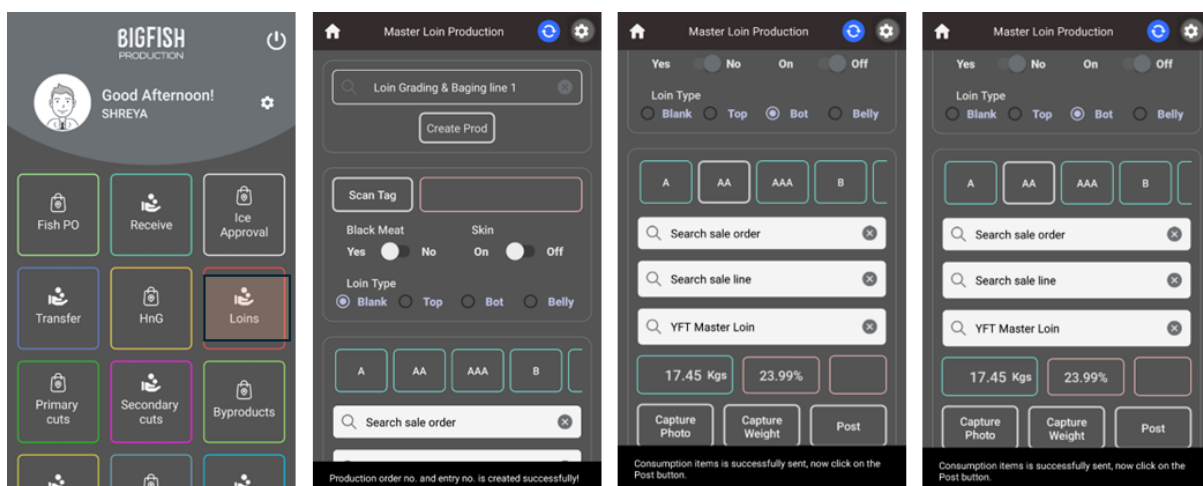 BIGFISH
PRODUCTION
Good Afternoon!
SHREYA
Fish PO
Receive
Ice
Approval
Transfer
HnG
Loins
Primary
cuts
Secondary
cuts
Byproducts
Master Loin Production
Loin Grading & Baging line 1
Create Prod
Scan Tag
Black Meat
Skin
Yes
No
On
Off
Loin Type
Blank
Top
Bot
Belly
A
AA
AAA
B
Search sale order
Production order no. and entry no. is created successfully!
Master Loin Production
Yes
No
On
Off
Loin Type
Blank
Top
Bot
Belly
A
AA
AAA
B
Search sale order
Search sale line
YFT Master Loin
17.45 Kgs
23.99%
Capture
Photo
Capture
Weight
Post
Consumption items is successfully sent, now click on the
Post button.
Master Loin Production
Yes
No
On
Off
Loin Type
Blank
Top
Bot
Belly
A
AA
AAA
B
Search sale order
Search sale line
YFT Master Loin
17.45 Kgs
23.99%
Capture
Photo
Capture
Weight
Post
Consumption items is successfully sent, now click on the
Post button.